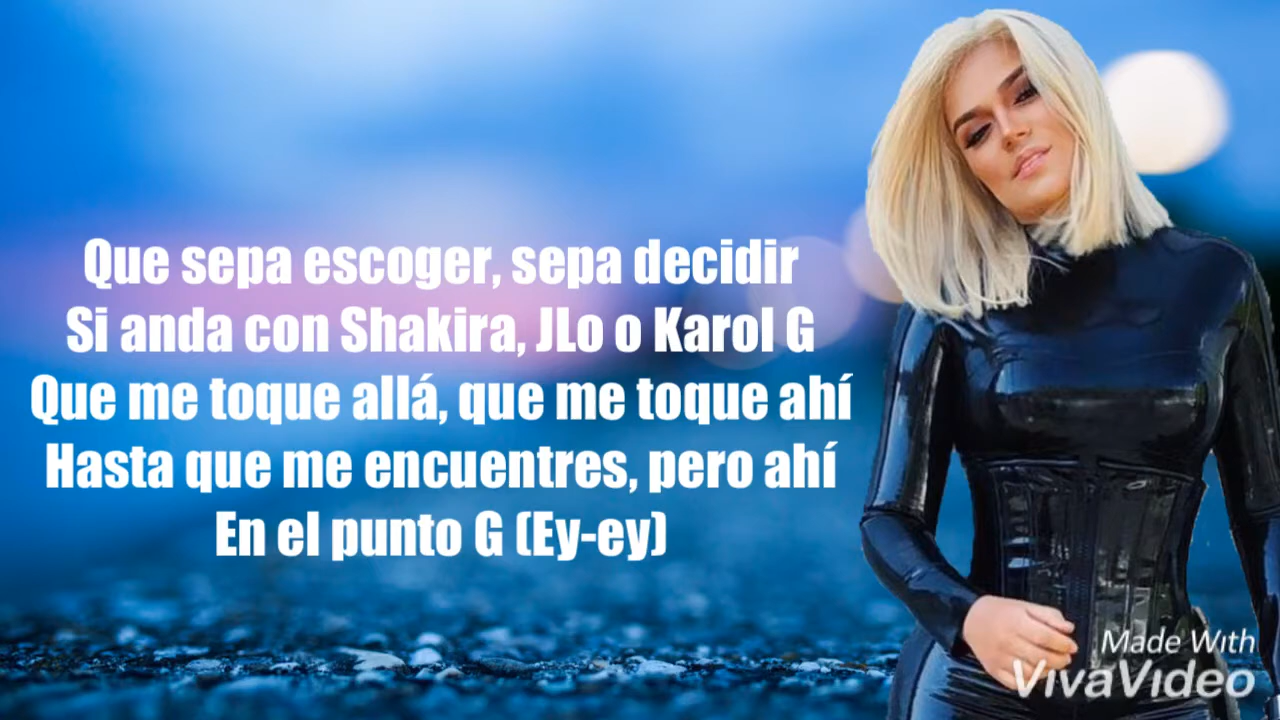 Que sepa escoger, sepa decidir
Si anda con Shakira, JLo o Karol G
Que me toque allá, que me toque ahí
Hasta que me encuentres, pero ahí
En el punto G (Ey-ey)
Made With
VivaVideo